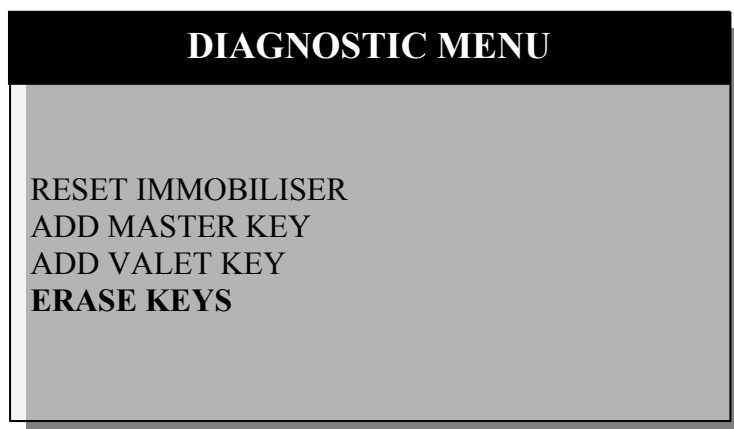 DIAGNOSTIC MENU
RESET IMMOBILISER
ADD MASTER KEY
ADD VALET KEY
ERASE KEYS